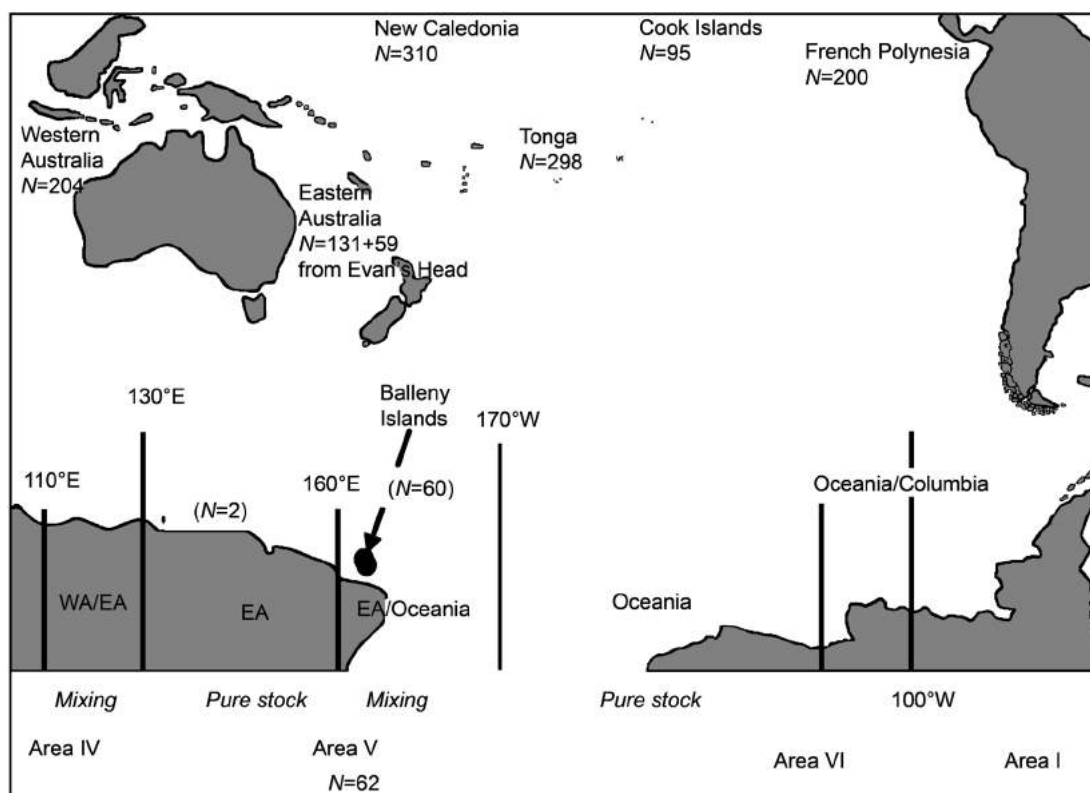 New Caledonia
N=310
Cook Islands
N=95
French Polynesia
N=200
Western
Australia
N=204
Tonga
N=298
Eastern
Australia
N=131+59
from Evan's Head
130°E
Balleny
Islands
170°W
110°E
(N=2)
160°E
(N=60)
Oceania/Columbia
WA/EA
EA
EA/Oceania
Oceania
Mixing
Pure stock
Mixing
Pure stock
100°W
Area IV
Area V
N=62
Area VI
Area I